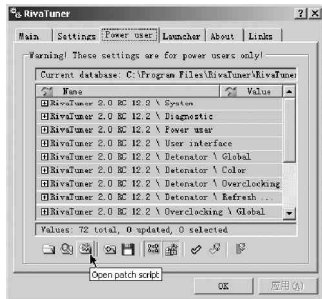 RivaTuner
Main Settings Power user Launcher About Links
Warning! These settings are for power users only!
Current database: C:\Program Files\RivaTuner\RivaTuner
Name Value
RivaTuner 2.0 RC 12.2 \ System
RivaTuner 2.0 RC 12.2 \ Diagnostic
RivaTuner 2.0 RC 12.2 \ Power user
RivaTuner 2.0 RC 12.2 \ User interface
RivaTuner 2.0 RC 12.2 \ Detonator \ Global
RivaTuner 2.0 RC 12.2 \ Detonator \ Color
RivaTuner 2.0 RC 12.2 \ Detonator \ Overclocking
RivaTuner 2.0 RC 12.2 \ Detonator \ Refresh ...
RivaTuner 2.0 RC 12.2 \ Overclocking \ Global
Values: 72 total, 0 updated, 0 selected
Open patch script
OK 应用(A)